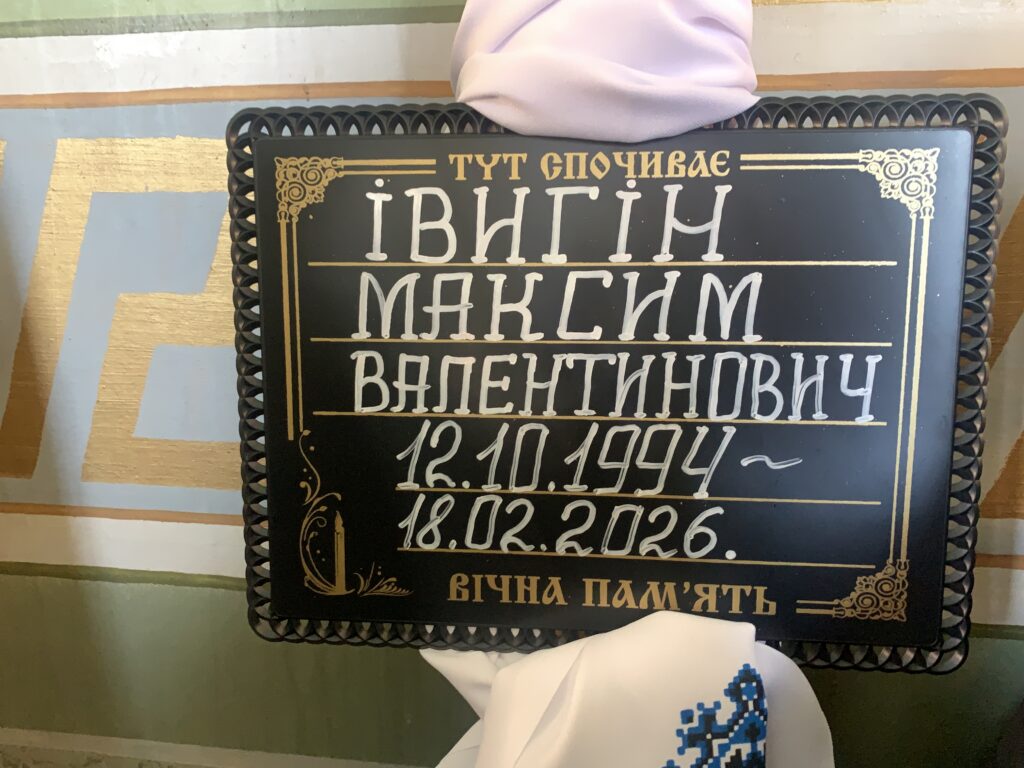 ТУТ СПОЧИВАЄ
ІВИГІН
МАКСИМ
ВАЛЕНТИНОВИЧ
12.10.1994 ~
18.02.2026.
ВІЧНА ПАМ'ЯТЬ